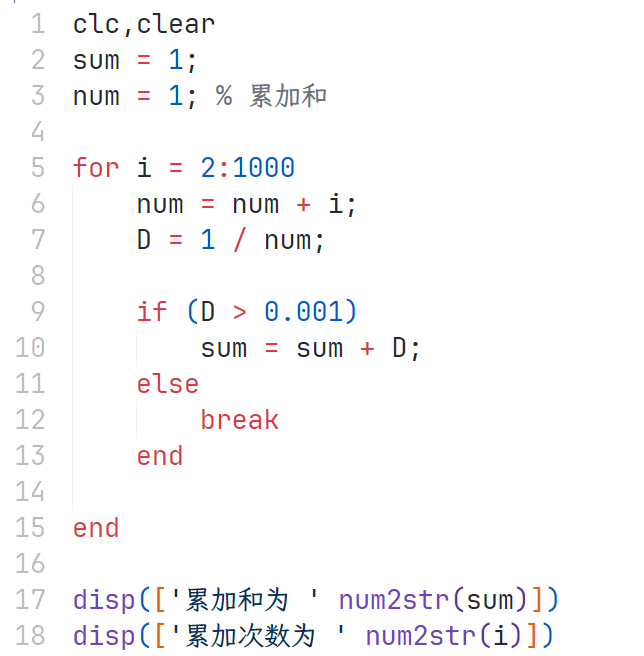 1 clc,clear
2 sum = 1;
3 num = 1; % 累加和
4
5 for i = 2:1000
6     num = num + i;
7     D = 1 / num;
8
9     if (D > 0.001)
10         sum = sum + D;
11     else
12         break
13     end
14
15 end
16
17 disp(['累加和为 ' num2str(sum)])
18 disp(['累加次数为 ' num2str(i)])